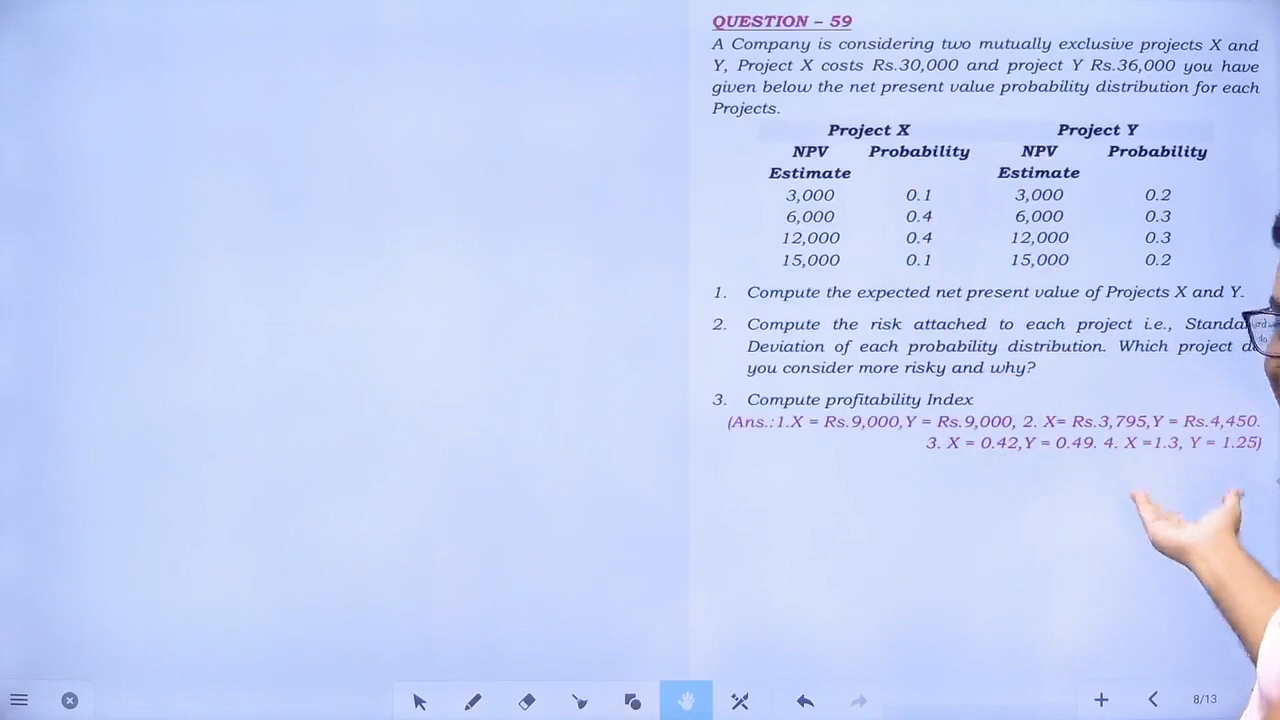 QUESTION – 59
A Company is considering two mutually exclusive projects X and
Y, Project X costs Rs.30,000 and project Y Rs.36,000 you have
given below the net present value probability distribution for each
Projects.
Project X Project Y
NPV Probability NPV Probability
Estimate Estimate
3,000 0.1 3,000 0.2
6,000 0.4 6,000 0.3
12,000 0.4 12,000 0.3
15,000 0.1 15,000 0.2
1. Compute the expected net present value of Projects X and Y.
2. Compute the risk attached to each project i.e., Standa
Deviation of each probability distribution. Which project d
you consider more risky and why?
3. Compute profitability Index
(Ans.:1.X = Rs.9,000,Y = Rs.9,000, 2. X= Rs.3,795,Y = Rs.4,450.
3. X = 0.42,Y = 0.49. 4. X =1.3, Y = 1.25)
8/13